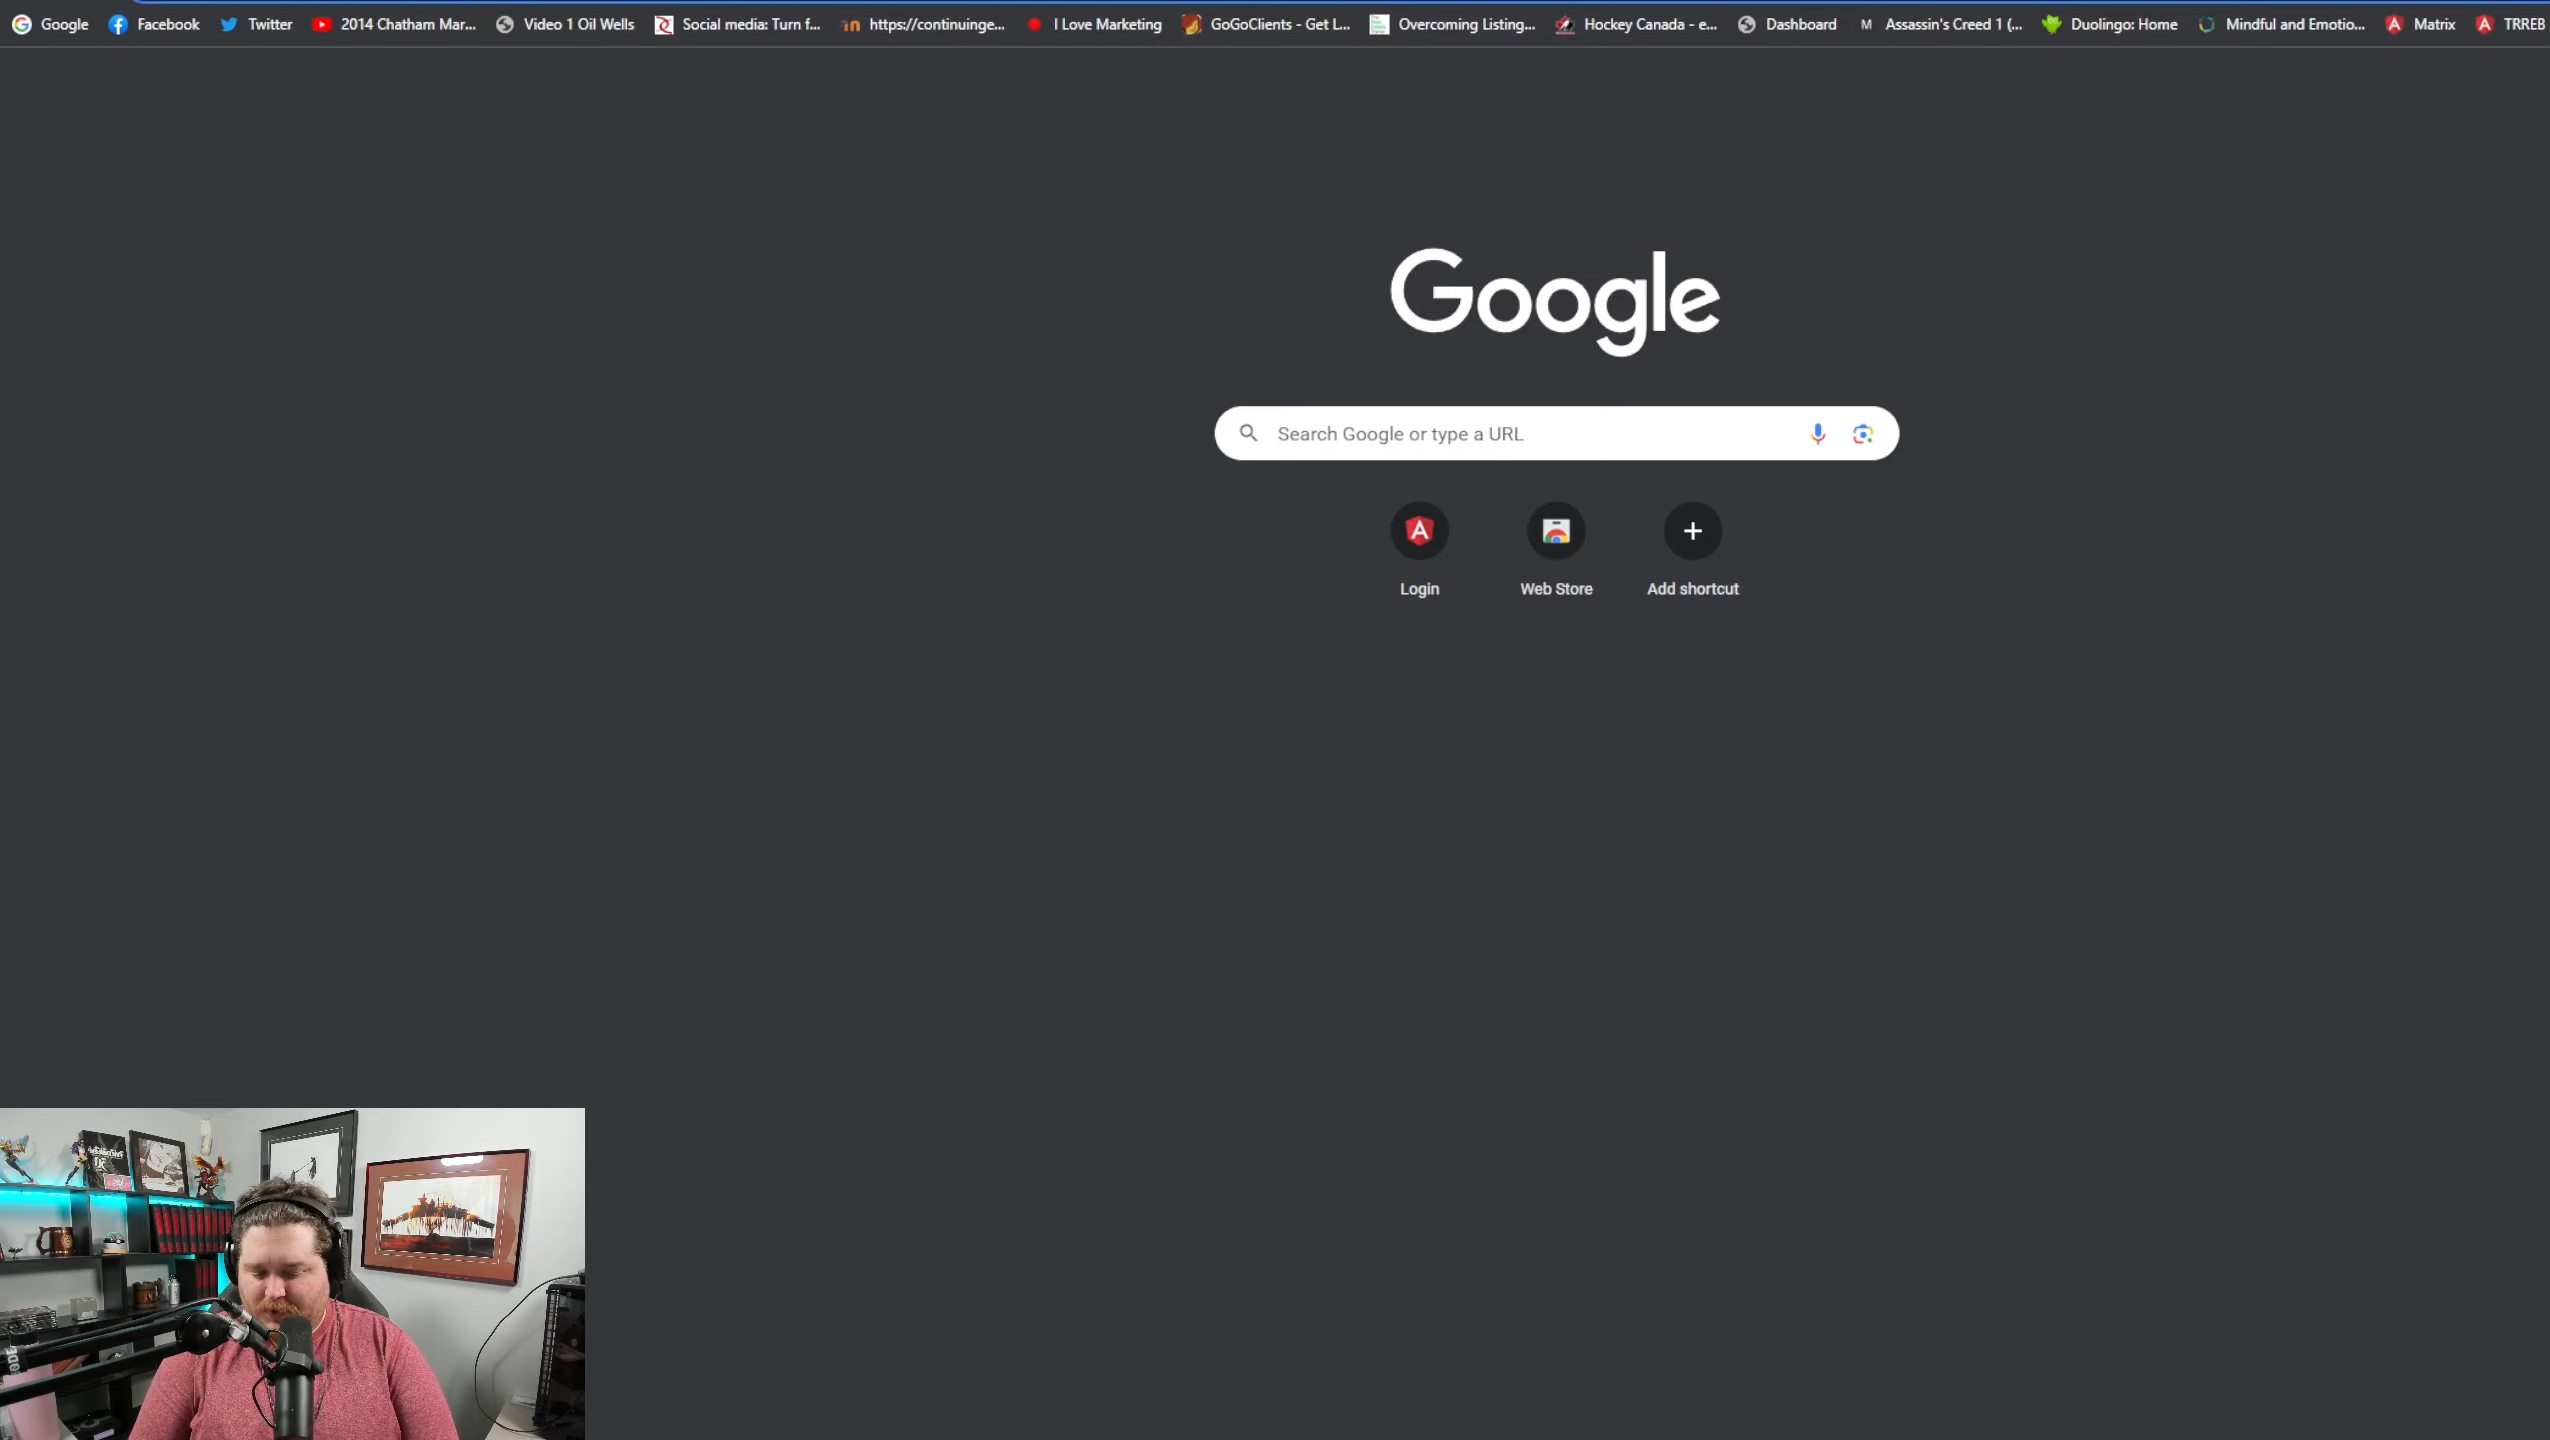 Google Facebook Twitter 2014 Chatham Mar... Video 1 Oil Wells Social media: Turn f... https://continuinge... I Love Marketing GoGoClients - Get L... Overcoming Listing... Hockey Canada - e... Dashboard Assassin's Creed 1 (... Duolingo: Home Mindful and Emotio... Matrix TRREB
Google
Search Google or type a URL
Login Web Store Add shortcut